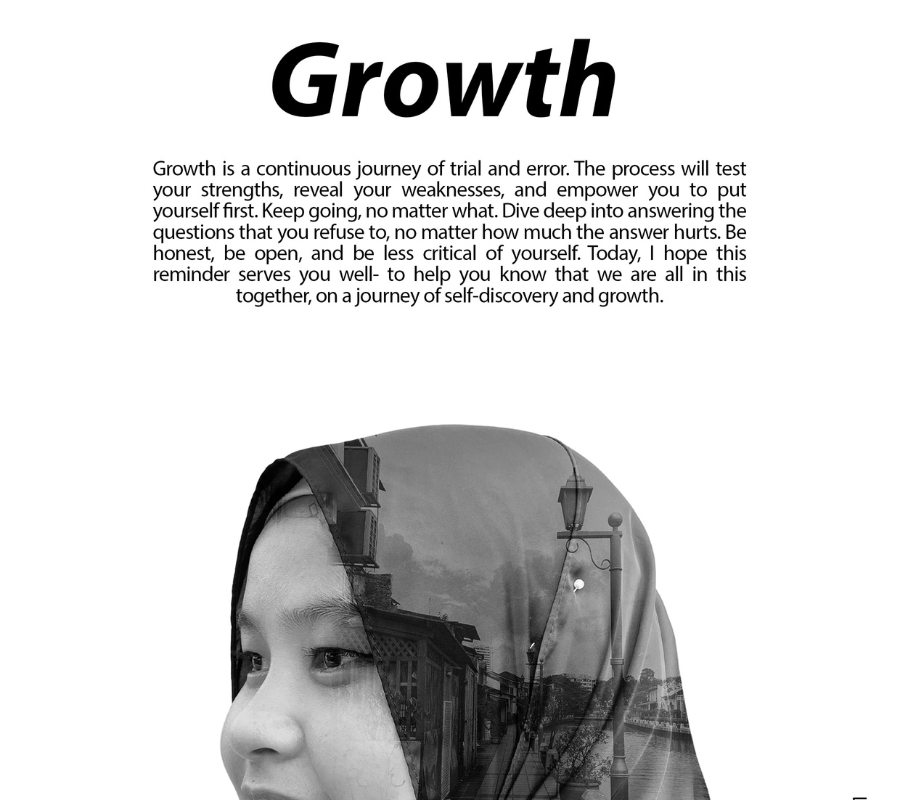 Growth
Growth is a continuous journey of trial and error. The process will test
your strengths, reveal your weaknesses, and empower you to put
yourself first. Keep going, no matter what. Dive deep into answering the
questions that you refuse to, no matter how much the answer hurts. Be
honest, be open, and be less critical of yourself. Today, I hope this
reminder serves you well- to help you know that we are all in this
together, on a journey of self-discovery and growth.